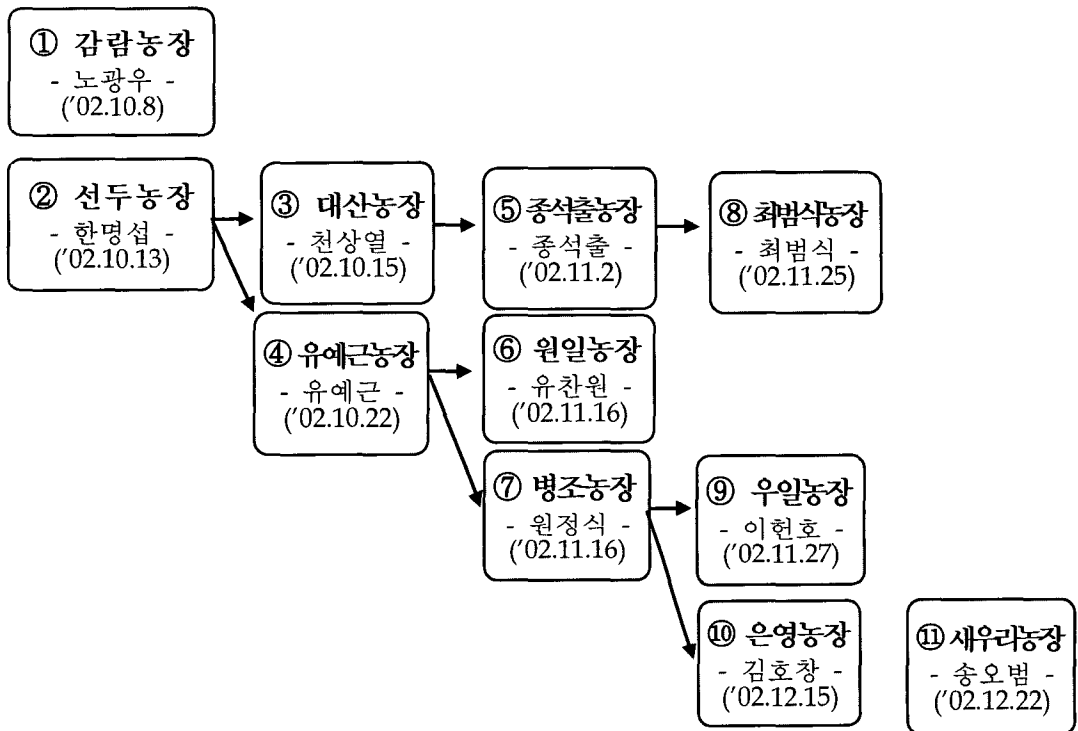 ① 감람농장
- 노광우 -
('02.10.8)
② 선두농장
- 한명섭 -
('02.10.13)
③ 대산농장
- 천상열 -
('02.10.15)
⑤ 종석출농장
- 종석출 -
('02.11.2)
⑧ 최범식농장
- 최범식 -
('02.11.25)
④ 유예근농장
- 유예근 -
('02.10.22)
⑥ 원일농장
- 유찬원 -
('02.11.16)
⑦ 병조농장
- 원정식 -
('02.11.16)
⑨ 우일농장
- 이헌호 -
('02.11.27)
⑩ 은영농장
- 김호창 -
('02.12.15)
⑪ 새우리농장
- 송오범 -
('02.12.22)